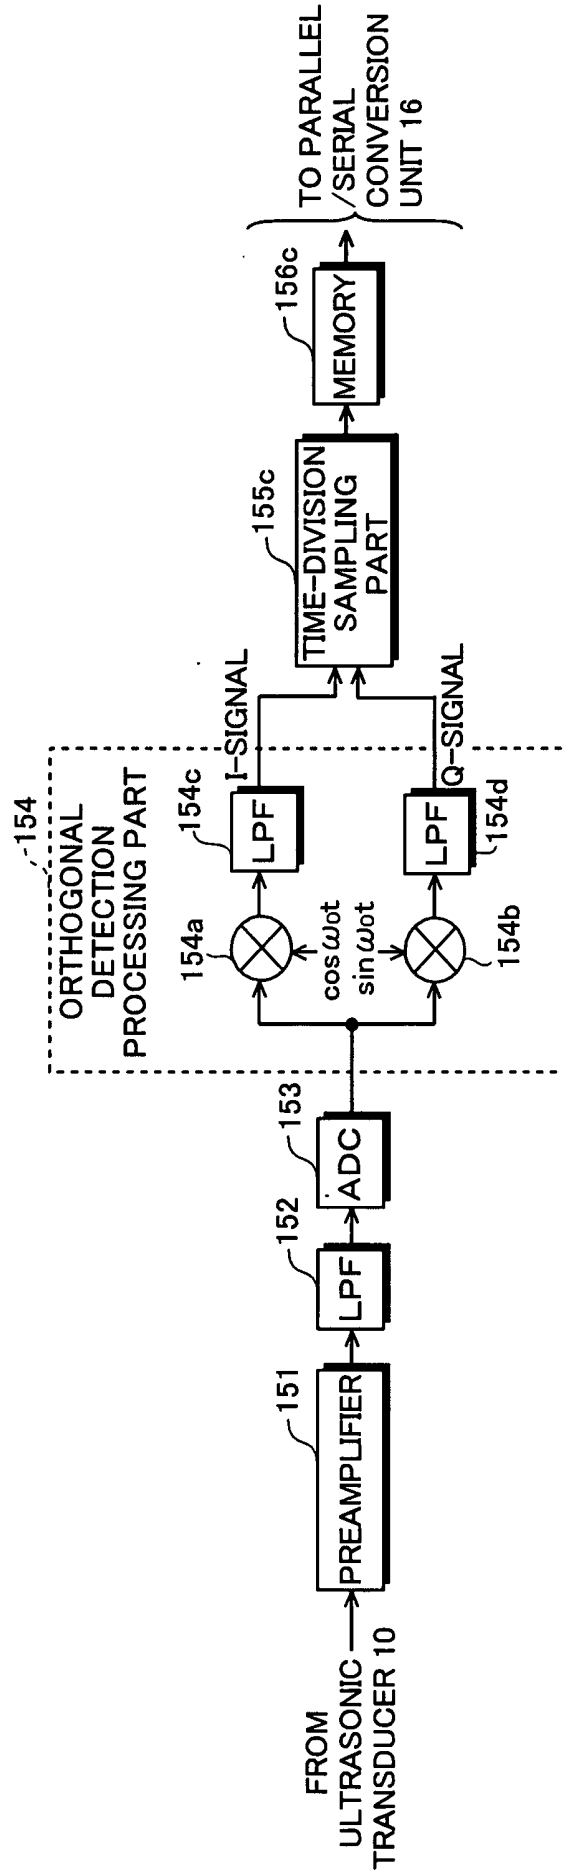 FROM
ULTRASONIC
TRANSDUCER 10
151
PREAMPLIFIER
152
LPF
153
ADC
154
ORTHOGONAL
DETECTION
PROCESSING PART
154a
cos ωot
sin ωot
154b
154c
LPF
LPF
154d
I-SIGNAL
Q-SIGNAL
155c
TIME-DIVISION
SAMPLING
PART
156c
MEMORY
TO PARALLEL
/SERIAL
CONVERSION
UNIT 16